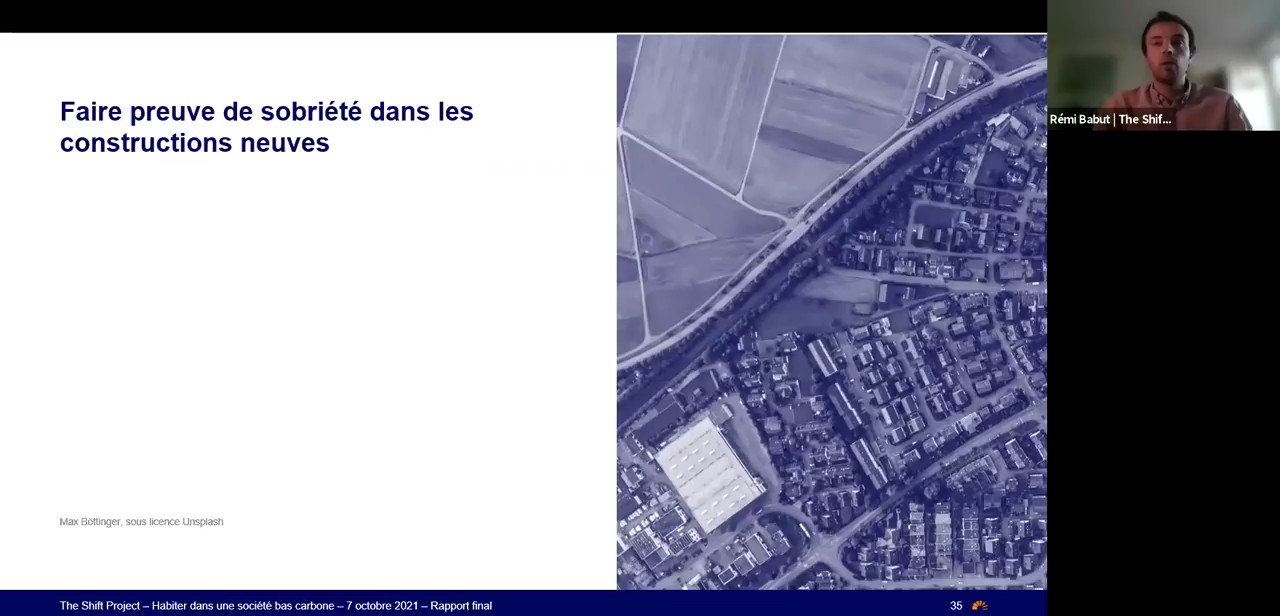 Faire preuve de sobriété dans les
constructions neuves
Rémi Babut | The Shif...
Max Böttinger, sous licence Unsplash
The Shift Project – Habiter dans une société bas carbone – 7 octobre 2021 – Rapport final
35